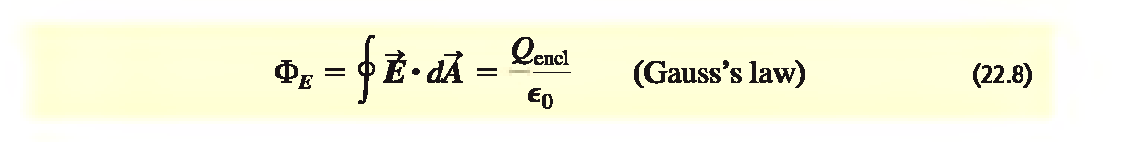 Φ_E = ∮ E⃗ · dA⃗ = Q_encl / ϵ₀ (Gauss's law) (22.8)